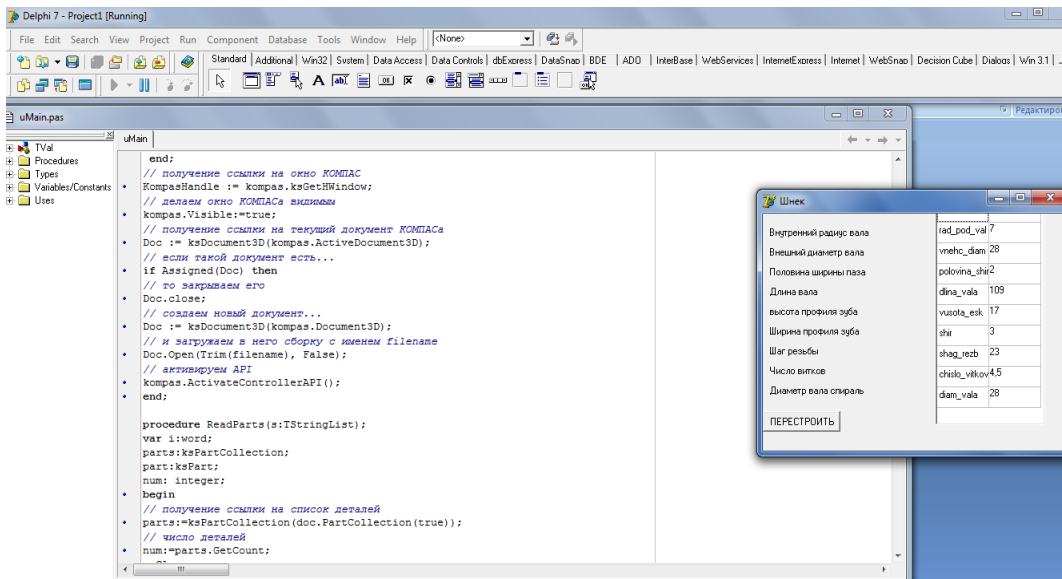 Delphi 7 - Project1 [Running]
File Edit Search View Project Run Component Database Tools Window Help <None>
Standard Additional Win32 System Data Access Data Controls dbExpress DataSnap BDE ADO InterBase WebServices InternetExpress Internet WebSnap Decision Cube Dialogs Win 3.1
uMain.pas
Редактиро
TVal
Procedures
Types
Variables/Constants
Uses
uMain
end;
// получение ссылки на окно КОМПАС
KompasHandle := kompas.ksGetHWindow;
// делаем окно КОМПАСа видимым
kompas.Visible:=true;
// получение ссылки на текущий документ КОМПАСа
Doc := ksDocument3D(kompas.ActiveDocument3D);
// если такой документ есть...
if Assigned(Doc) then
// то закрываем его
Doc.close;
// создаем новый документ...
Doc := ksDocument3D(kompas.Document3D);
// и загружаем в него сборку с именем filename
Doc.Open(Trim(filename), False);
// активируем API
kompas.ActivateControllerAPI();
end;
procedure ReadParts(s:TStringList);
var i:word;
parts:ksPartCollection;
part:ksPart;
num: integer;
begin
// получение ссылки на список деталей
parts:=ksPartCollection(doc.PartCollection(true));
// число деталей
num:=parts.GetCount;
Шнек
Внутренний радиус вала rad_pod_val 7
Внешний диаметр вала vnehc_diam 28
Половина ширины паза polovina_shir 2
Длина вала dlina_vala 109
высота профиля зуба vusota_esk 17
Ширина профиля зуба shir 3
Шаг резьбы shag_rezb 23
Число витков chislo_vitkov 4,5
Диаметр вала спираль diam_vala 28
ПЕРЕСТРОИТЬ